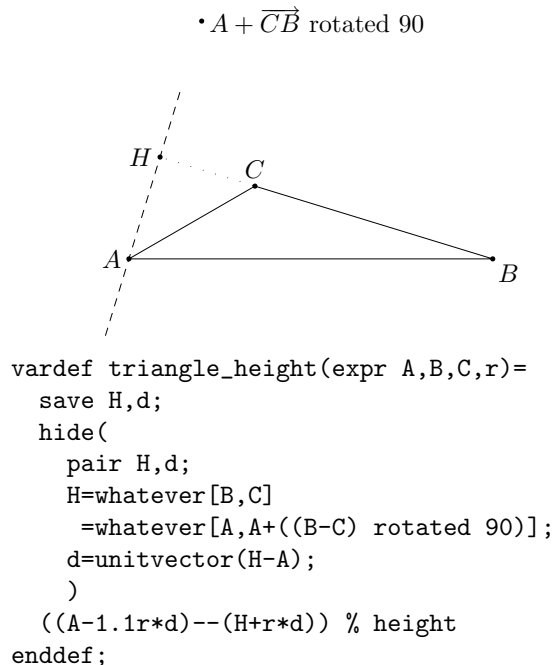 A + \overrightarrow{CB} rotated 90
H
C
A
B
vardef triangle_height(expr A,B,C,r)=
  save H,d;
  hide(
    pair H,d;
    H=whatever[B,C]
     =whatever[A,A+((B-C) rotated 90)];
    d=unitvector(H-A);
    )
  ((A-1.1r*d)--(H+r*d)) % height
enddef;